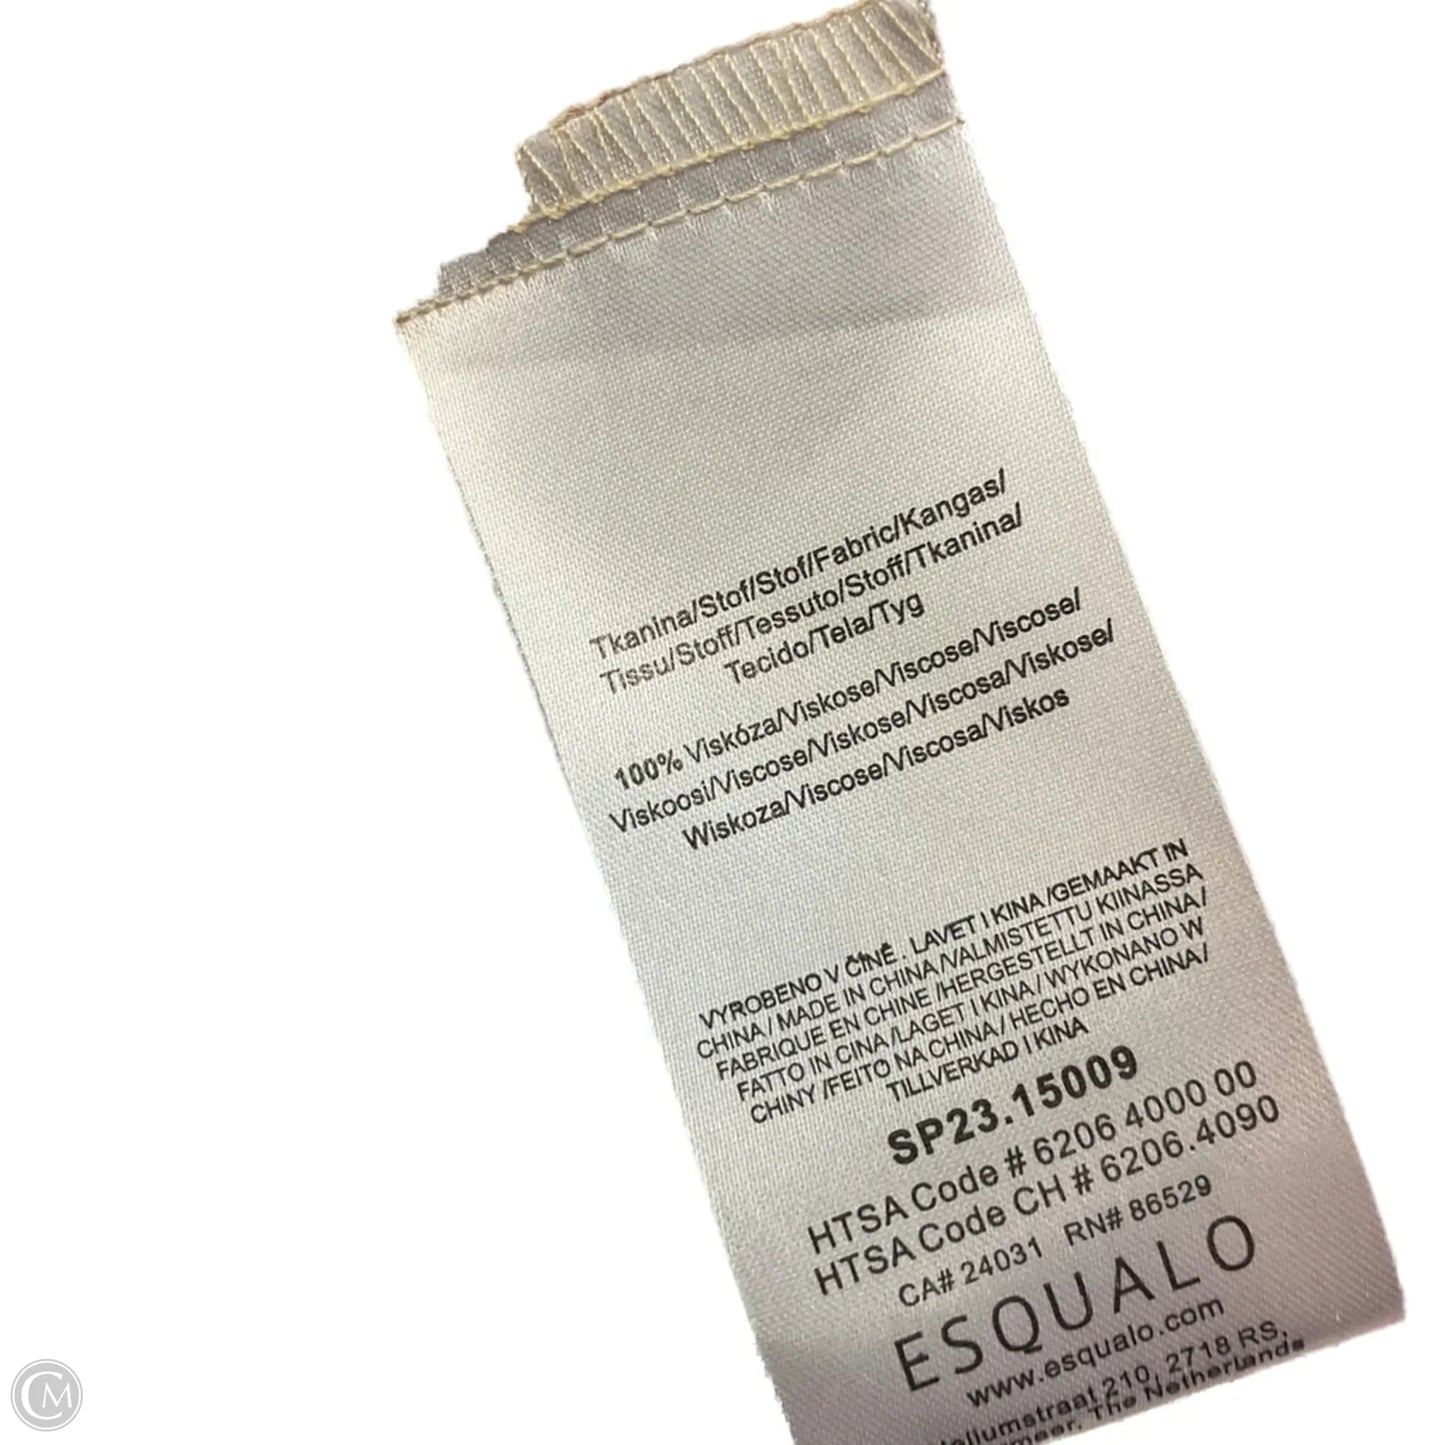 Tkanina/Stof/Stof/Fabric/Kangas/
Tissu/Stoff/Tessuto/Stoff/Tkanina/
Tecido/Tela/Tyg
100% Viskóza/Viskose/Viscose/Viscose/
Viskoosi/Viscose/Viskose/Viscosa/Viskose/
Wiskoza/Viscose/Viscosa/Viskos
VYROBENO V ČÍNĚ . LAVET I KINA /GEMAAKT IN
CHINA / MADE IN CHINA /VALMISTETTU KIINASSA
FABRIQUE EN CHINE /HERGESTELLT IN CHINA/
FATTO IN CINA /LAGET I KINA / WYKONANO W
CHINY /FEITO NA CHINA / HECHO EN CHINA/
TILLVERKAD I KINA
SP23.15009
HTSA Code # 6206 4000 00
HTSA Code CH # 6206.4090
CA# 24031 RN# 86529
ESQUALO
www.esqualo.com
210, 2718 RS,
The Netherlands
CM